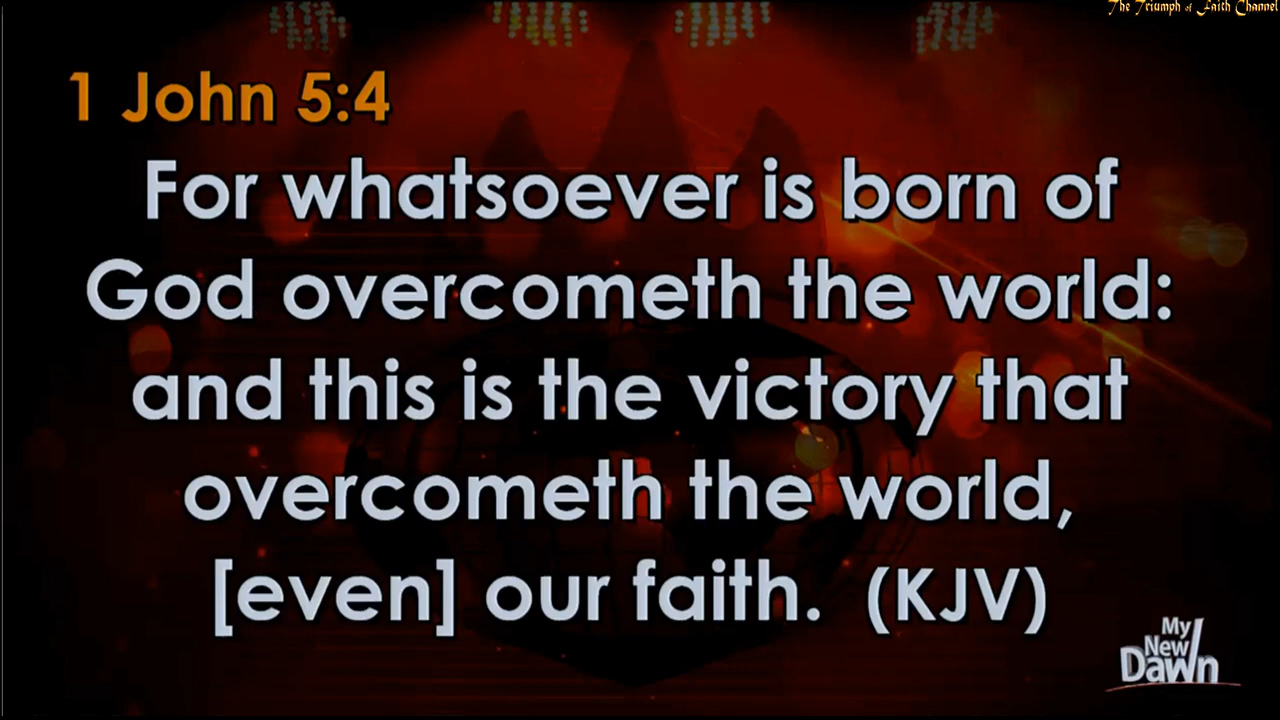 The Triumph of Faith Channel
1 John 5:4
For whatsoever is born of
God overcometh the world:
and this is the victory that
overcometh the world,
[even] our faith. (KJV)
My
New
Dawn